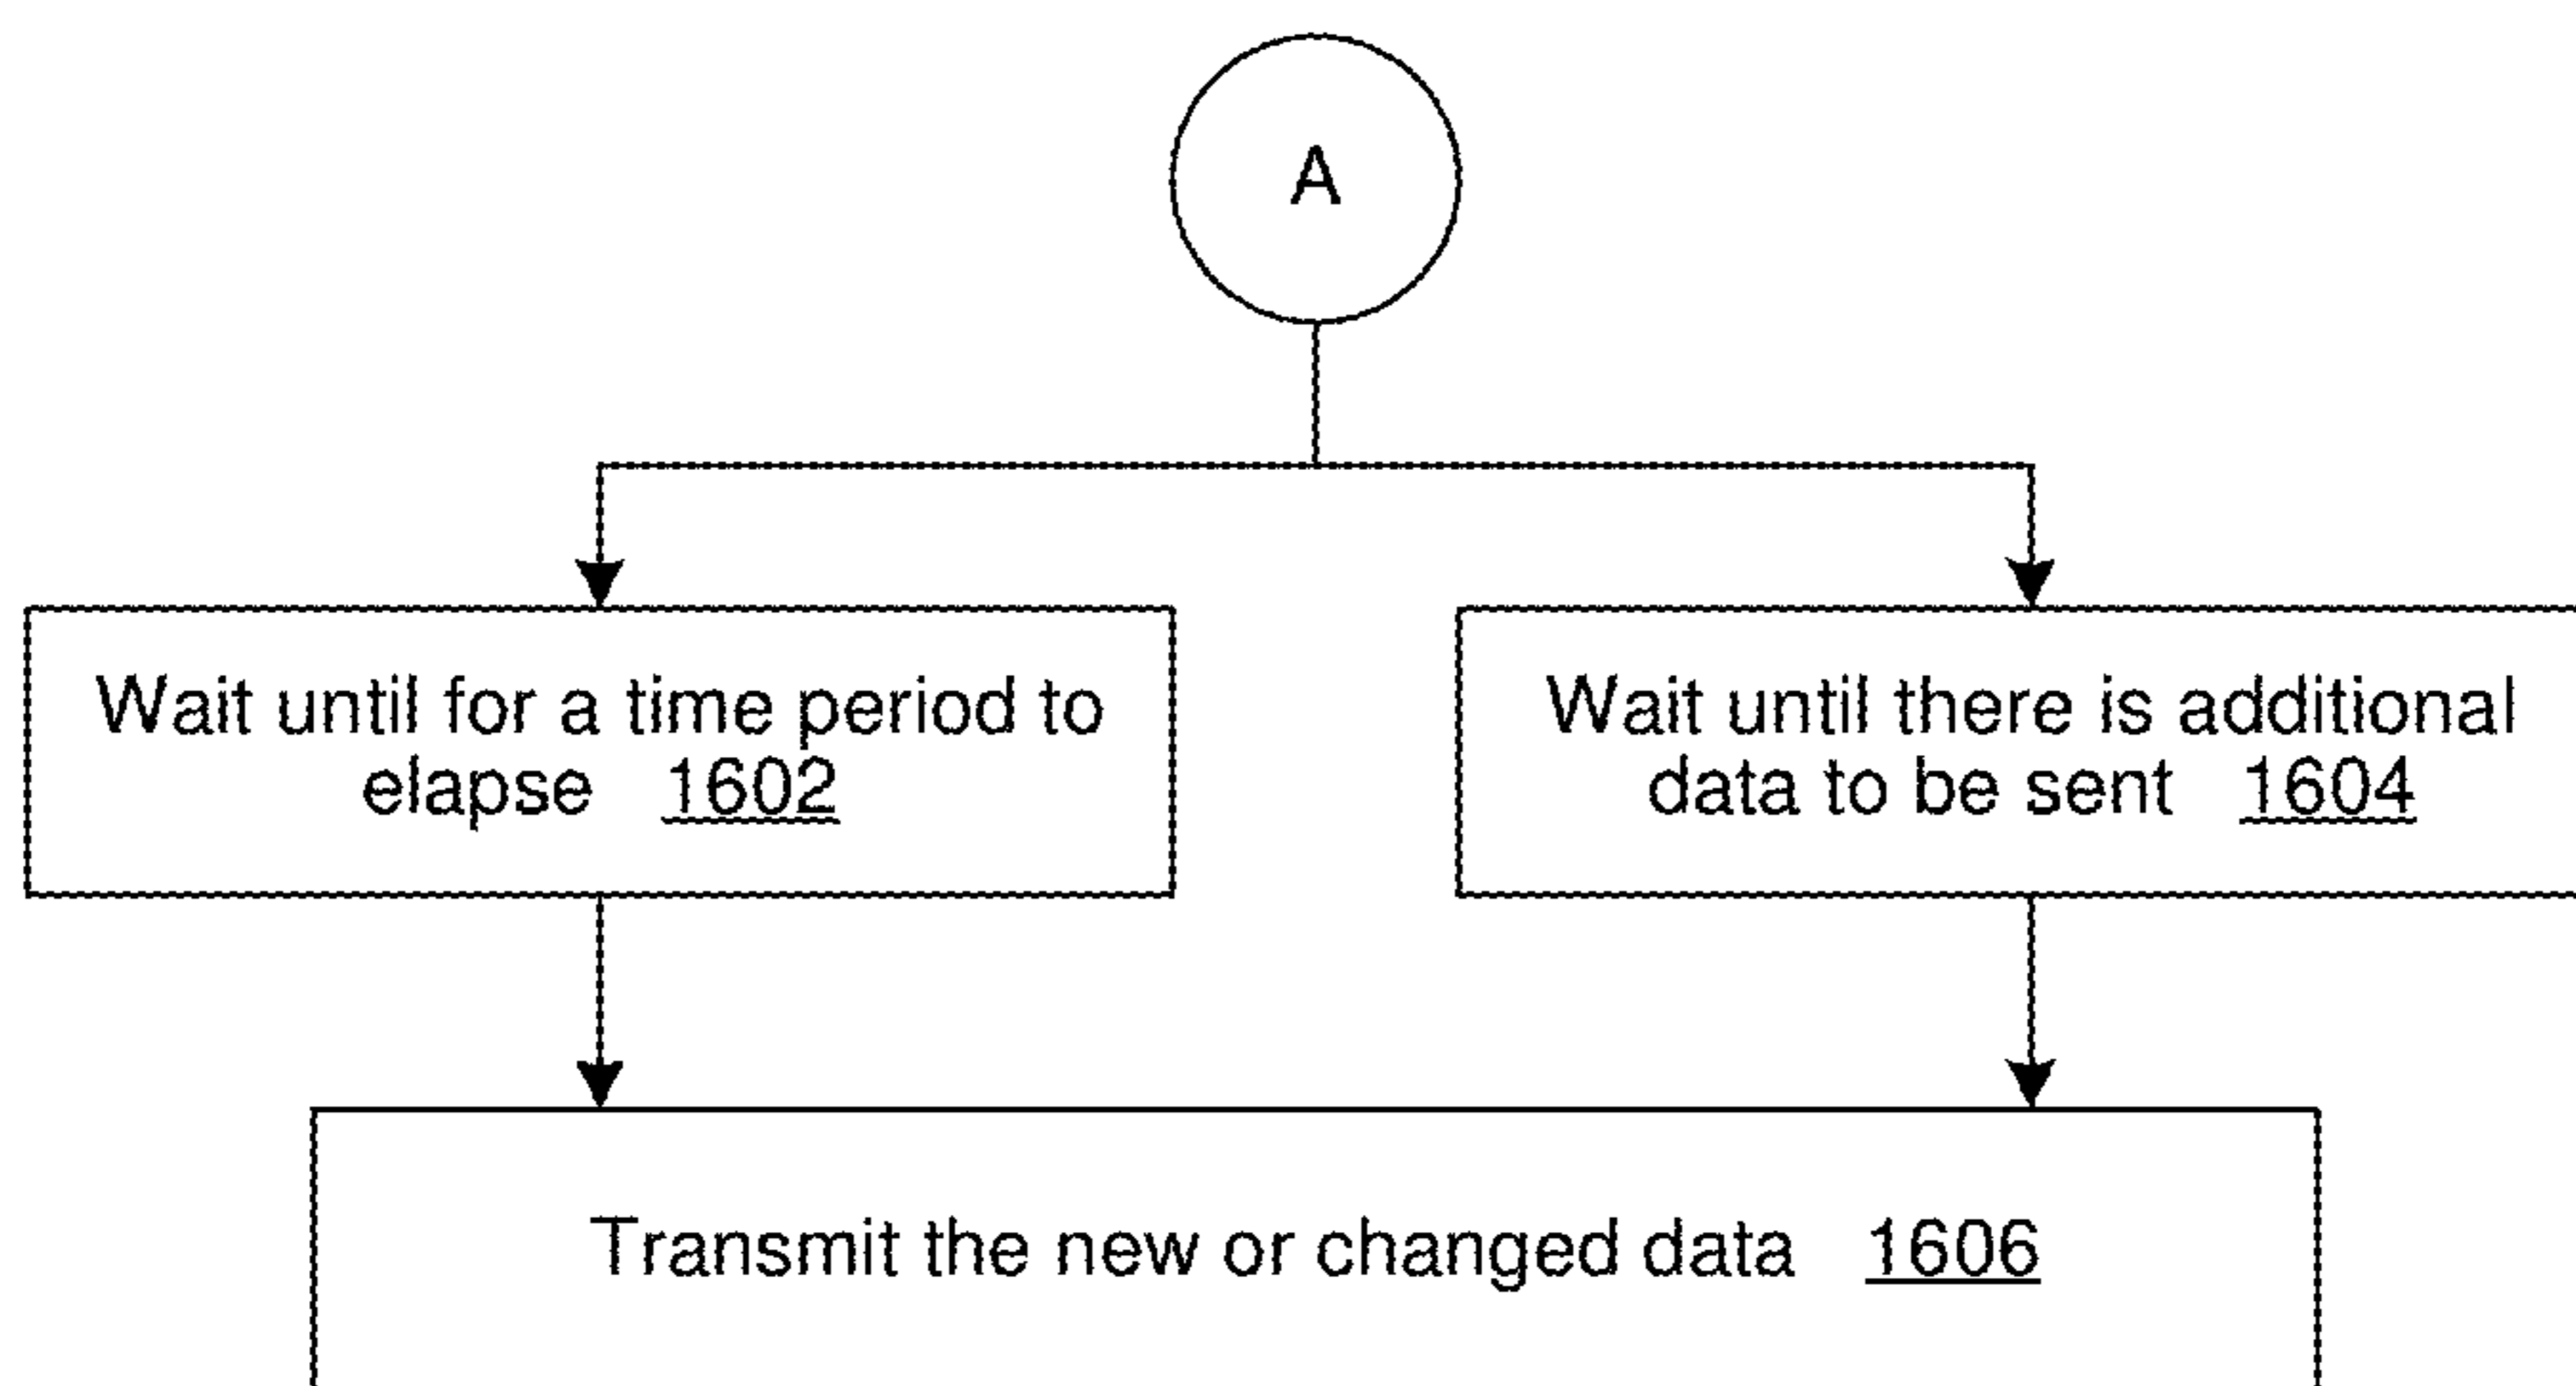 A
Wait until for a time period to
elapse 1602
Wait until there is additional
data to be sent 1604
Transmit the new or changed data 1606